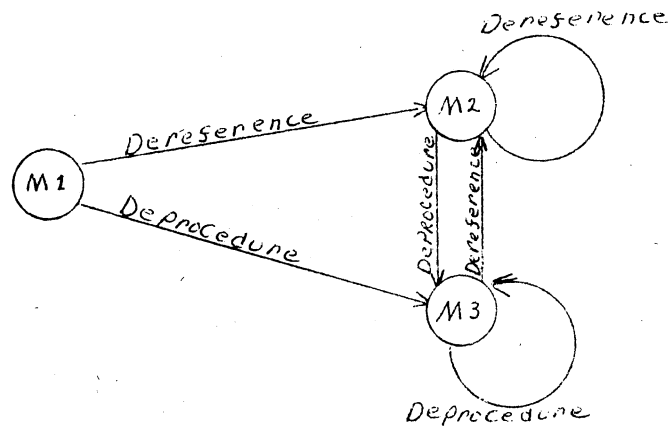 Dereference
M2
Dereference
M1
Deprocedure
Deprocedure
Dereference
M3
Deprocedure